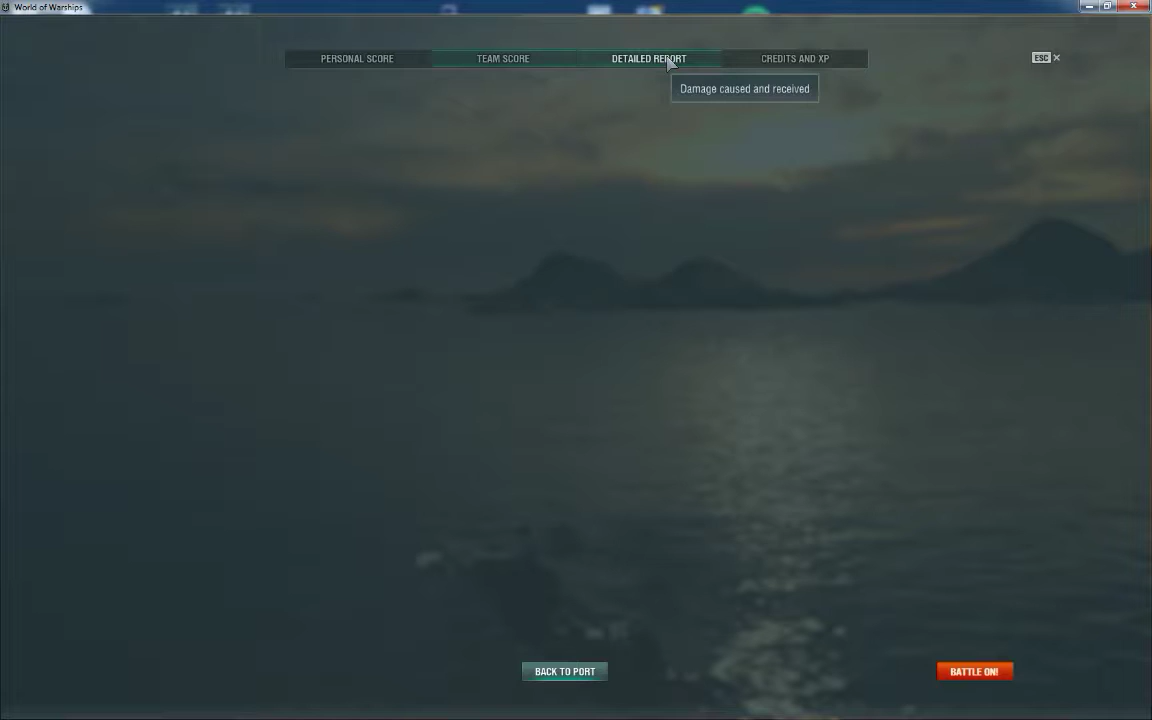 World of Warships
PERSONAL SCORE
TEAM SCORE
DETAILED REPORT
CREDITS AND XP
ESC ×
Damage caused and received
BACK TO PORT
BATTLE ON!